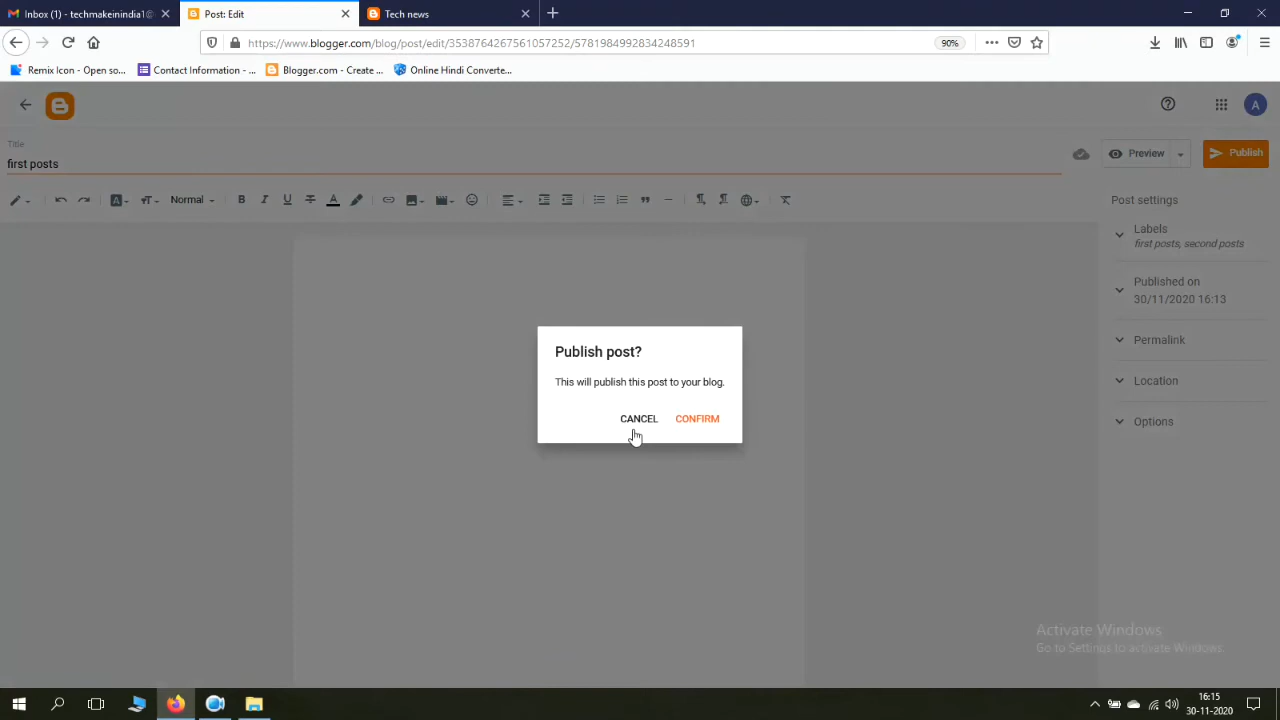 Inbox (1) - techmakeindia1@
Post: Edit
Tech news
https://www.blogger.com/blog/post/edit/3538764267561057252/5781984992834248591
90%
Remix Icon - Open so...
Contact Information - ...
Blogger.com - Create ...
Online Hindi Converte...
A
Title
first posts
Preview
Publish
Normal
Post settings
Labels
first posts, second posts
Published on
30/11/2020 16:13
Permalink
Location
Options
Publish post?
This will publish this post to your blog.
CANCEL CONFIRM
Activate Windows
Go to Settings to activate Windows.
16:15
30-11-2020